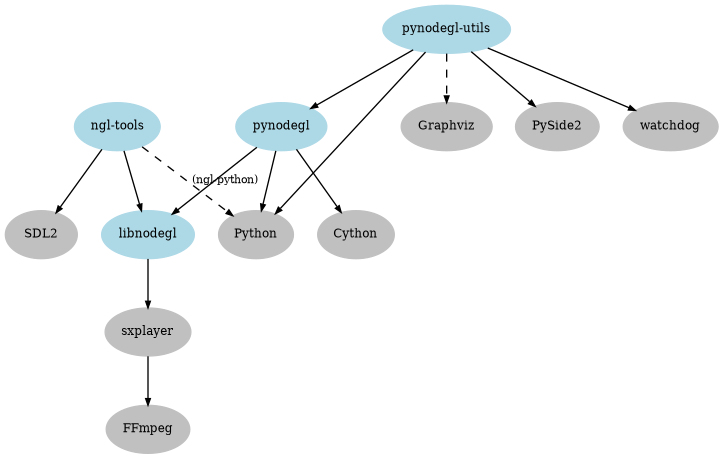 pynodegl-utils
ngl-tools
pynodegl
Graphviz
PySide2
watchdog
(ngl-python)
SDL2
libnodegl
Python
Cython
sxplayer
FFmpeg